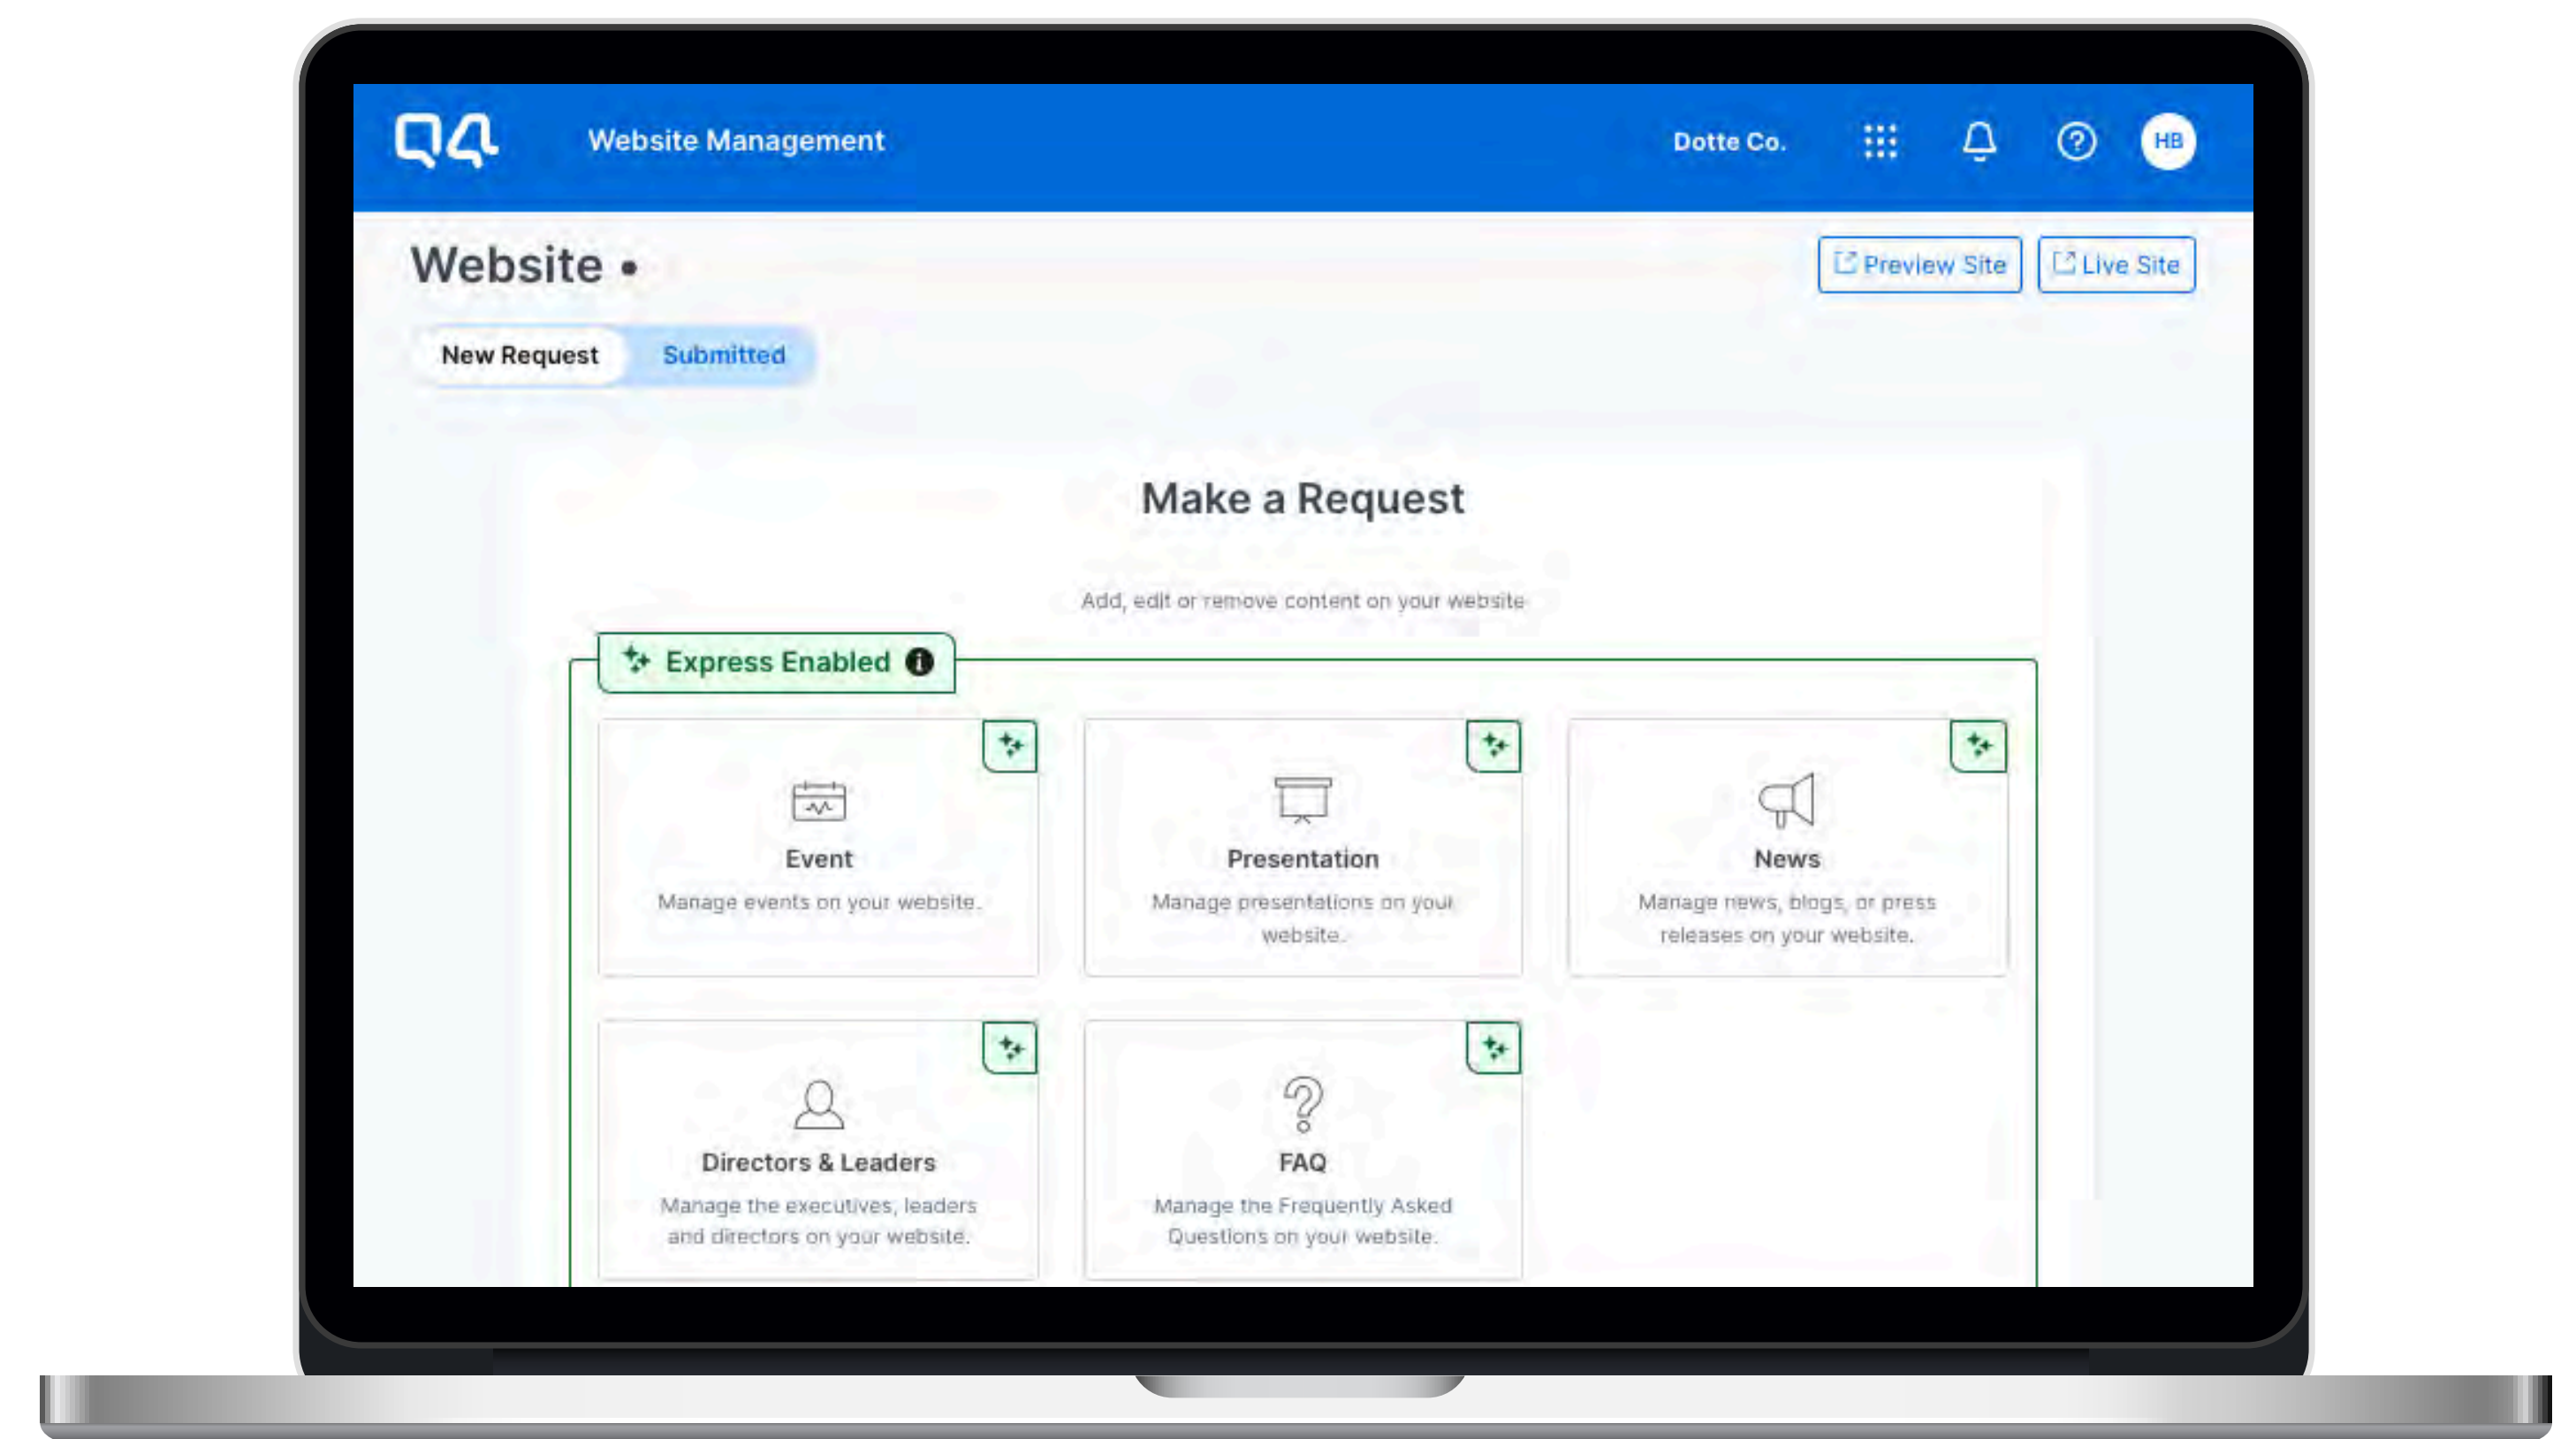 Q4
Website Management
Dotte Co.
HB
Website •
Preview Site
Live Site
New Request
Submitted
Make a Request
Add, edit or remove content on your website
Express Enabled
Event
Manage events on your website.
Presentation
Manage presentations on your
website.
News
Manage news, blogs, or press
releases on your website.
Directors & Leaders
Manage the executives, leaders
and directors on your website.
FAQ
Manage the Frequently Asked
Questions on your website.